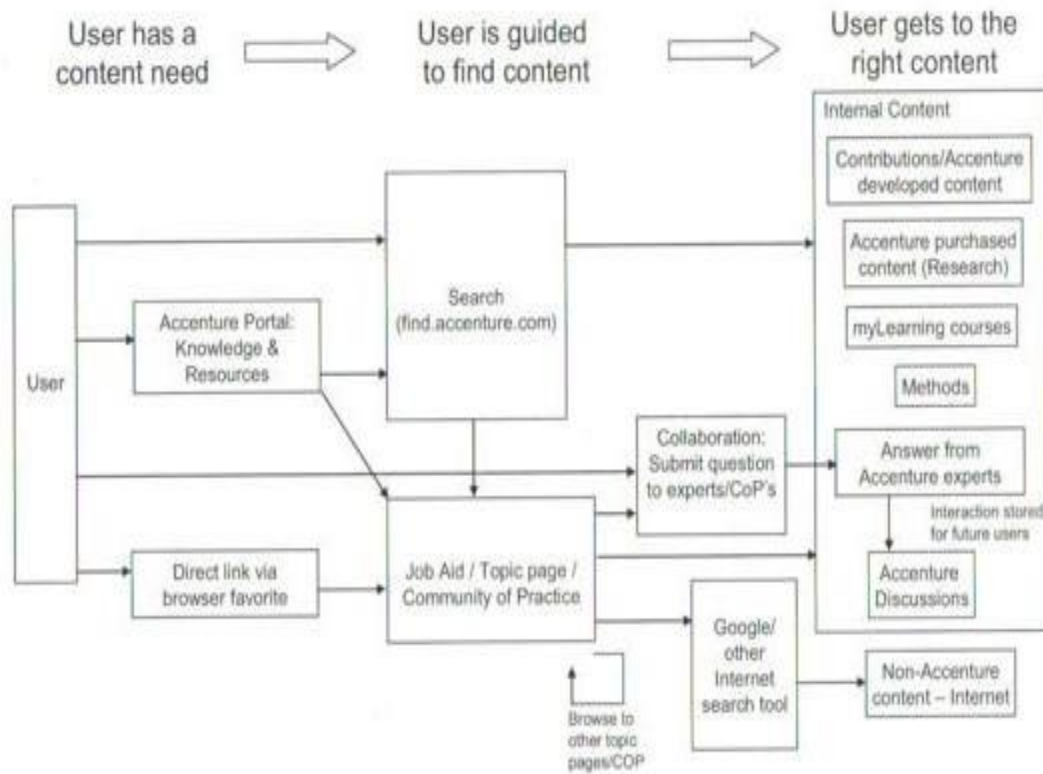 User has a
content need
User is guided
to find content
User gets to the
right content
Internal Content
Contributions/Accenture
developed content
Accenture purchased
content (Research)
myLearning courses
Methods
Answer from
Accenture experts
Interaction stored
for future users
Accenture
Discussions
User
Accenture Portal:
Knowledge &
Resources
Search
(find.accenture.com)
Collaboration:
Submit question
to experts/CoP's
Direct link via
browser favorite
Job Aid / Topic page /
Community of Practice
Google/
other
Internet
search tool
Non-Accenture
content – Internet
Browse to
other topic
pages/COP